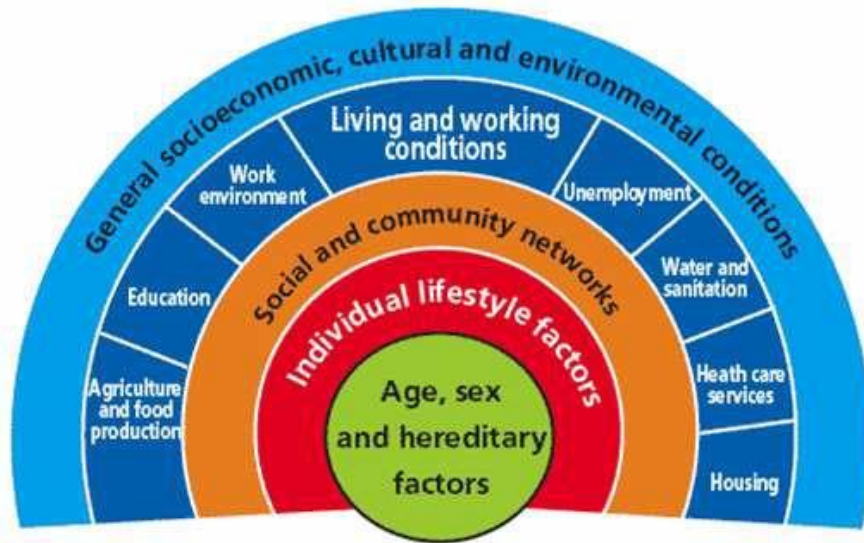 General socioeconomic, cultural and environmental conditions
Living and working
conditions
Work
environment
Unemployment
Education
Water and
sanitation
Agriculture
and food
production
Heath care
services
Housing
Social and community networks
Individual lifestyle factors
Age, sex
and hereditary
factors